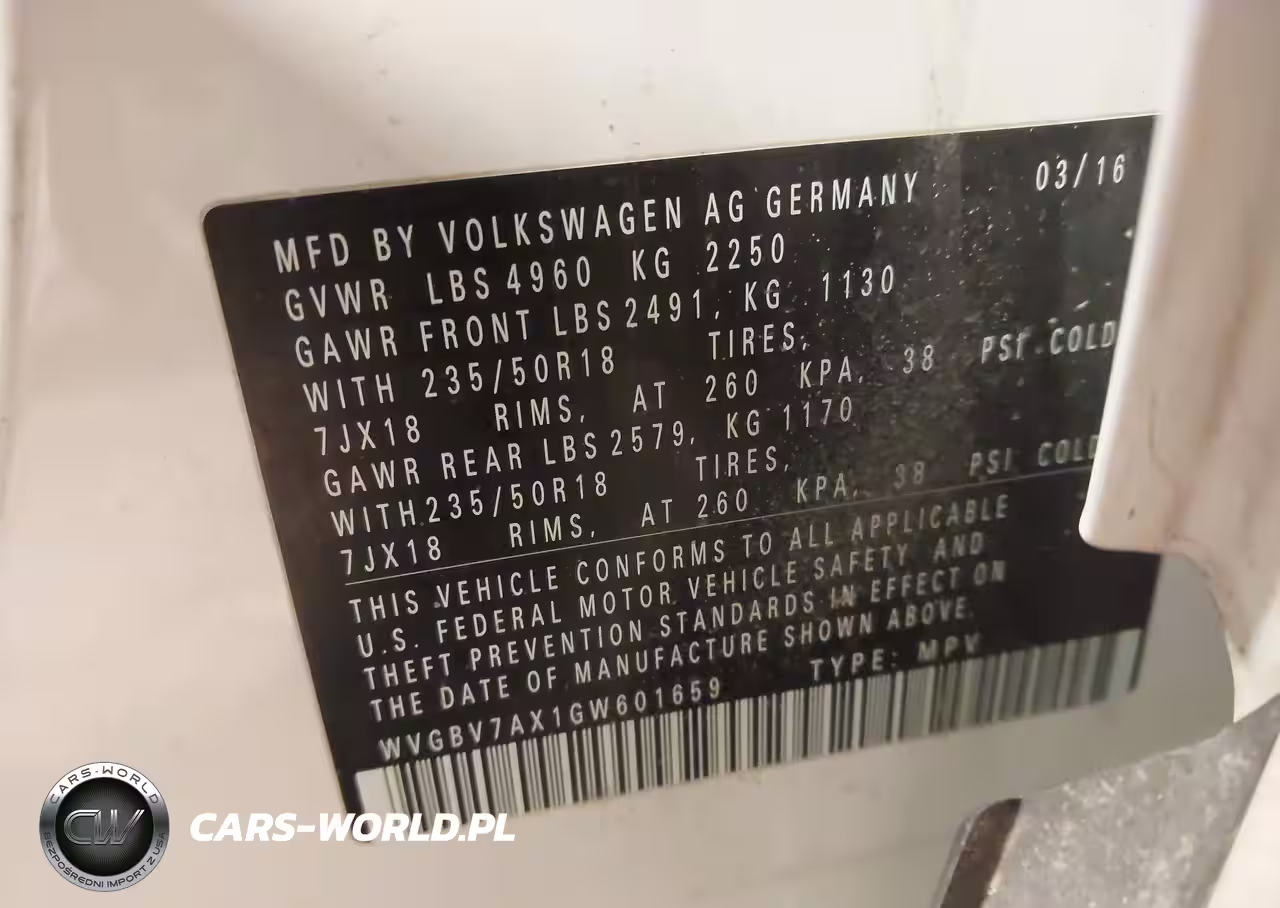 MFD BY VOLKSWAGEN AG GERMANY 03/16
GVWR LBS 4960 KG 2250
GAWR FRONT LBS 2491, KG 1130
WITH 235/50R18 TIRES,
7JX18 RIMS, AT 260 KPA, 38 PSI COLD
GAWR REAR LBS 2579, KG 1170
WITH 235/50R18 TIRES,
7JX18 RIMS, AT 260 KPA, 38 PSI COLD
THIS VEHICLE CONFORMS TO ALL APPLICABLE
U.S. FEDERAL MOTOR VEHICLE SAFETY AND
THEFT PREVENTION STANDARDS IN EFFECT ON
THE DATE OF MANUFACTURE SHOWN ABOVE.
WVGBV7AX1GW601659 TYPE: MPV
CARS-WORLD
CW
BEZPOŚREDNI IMPORT Z USA
CARS-WORLD.PL